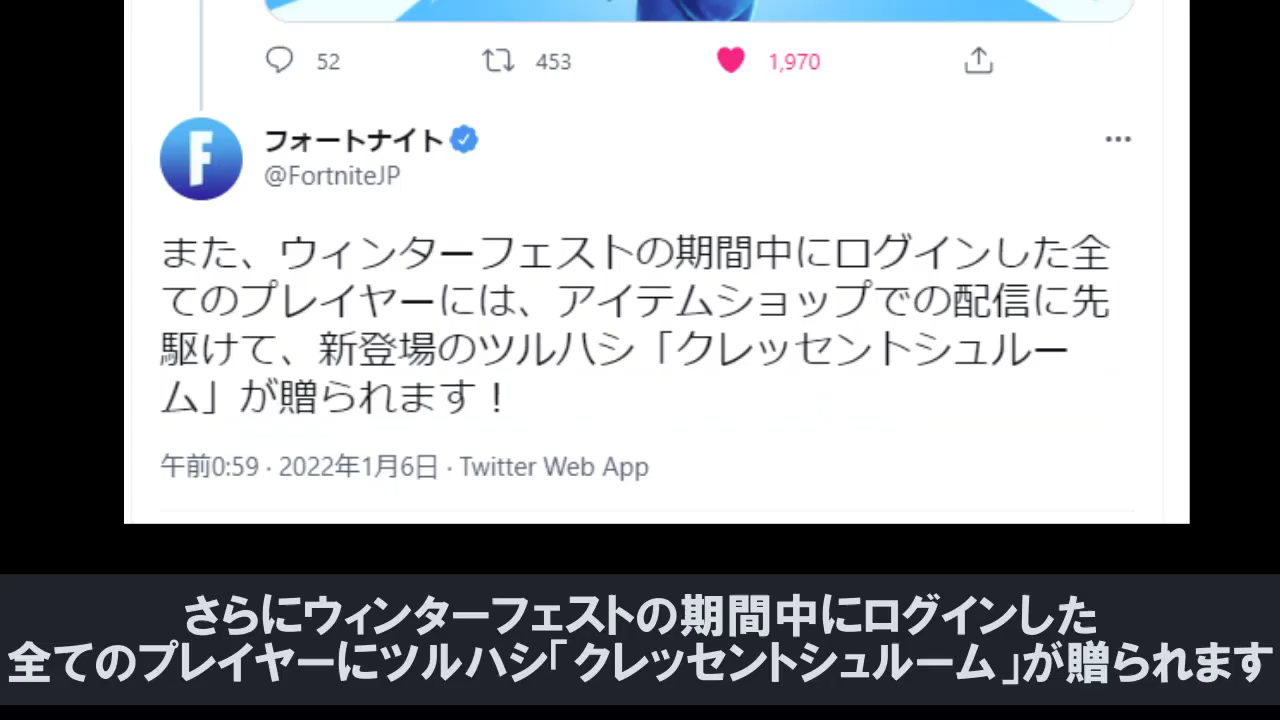 52 453 1,970
フォートナイト
@FortniteJP
また、ウィンターフェストの期間中にログインした全
てのプレイヤーには、アイテムショップでの配信に先
駆けて、新登場のツルハシ「クレッセントシュルー
ム」が贈られます！
午前0:59 · 2022年1月6日 · Twitter Web App
さらにウィンターフェストの期間中にログインした
全てのプレイヤーにツルハシ「クレッセントシュルーム」が贈られます